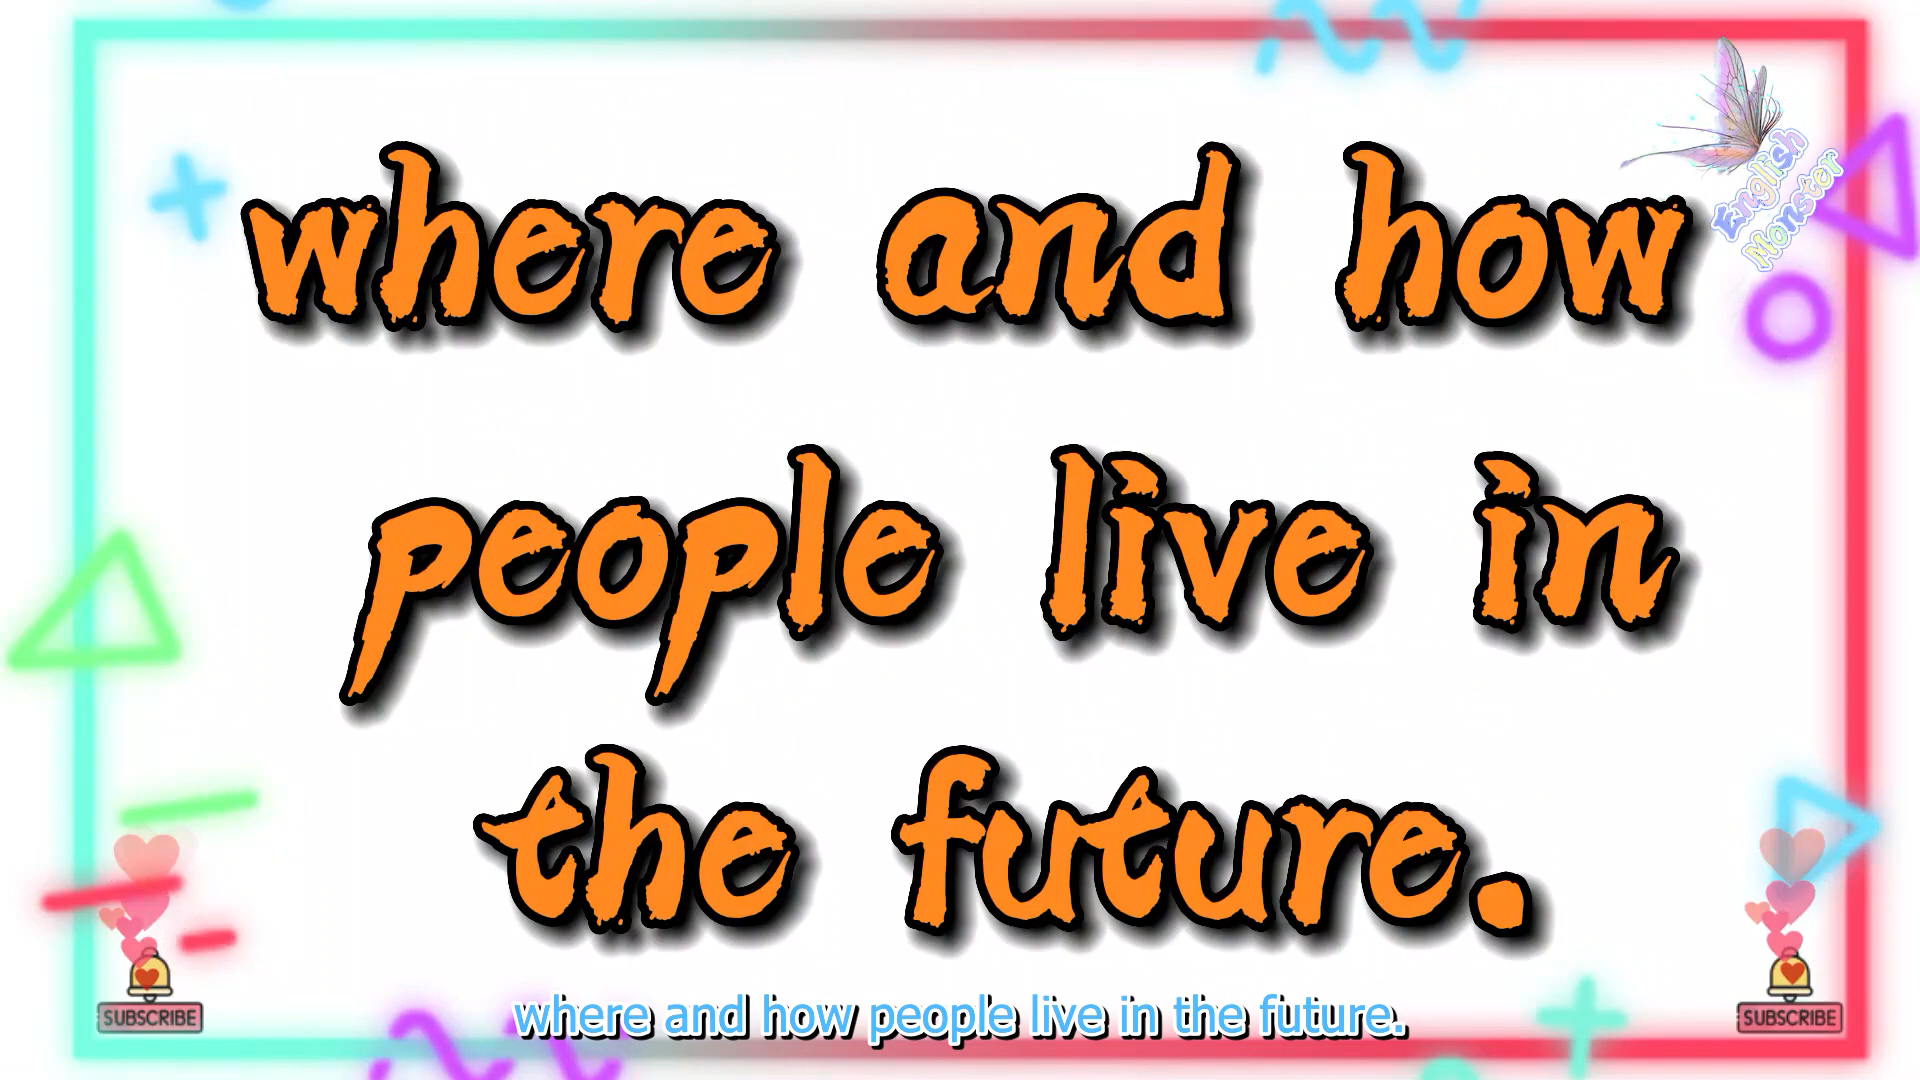 where and how
people live in
the future.
English
Monster
SUBSCRIBE
SUBSCRIBE
where and how people live in the future.